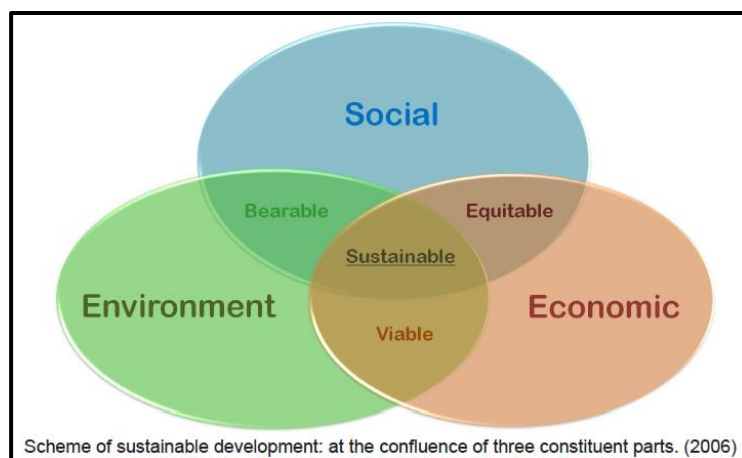 Social
Bearable
Equitable
Sustainable
Environment
Economic
Viable
Scheme of sustainable development: at the confluence of three constituent parts. (2006)